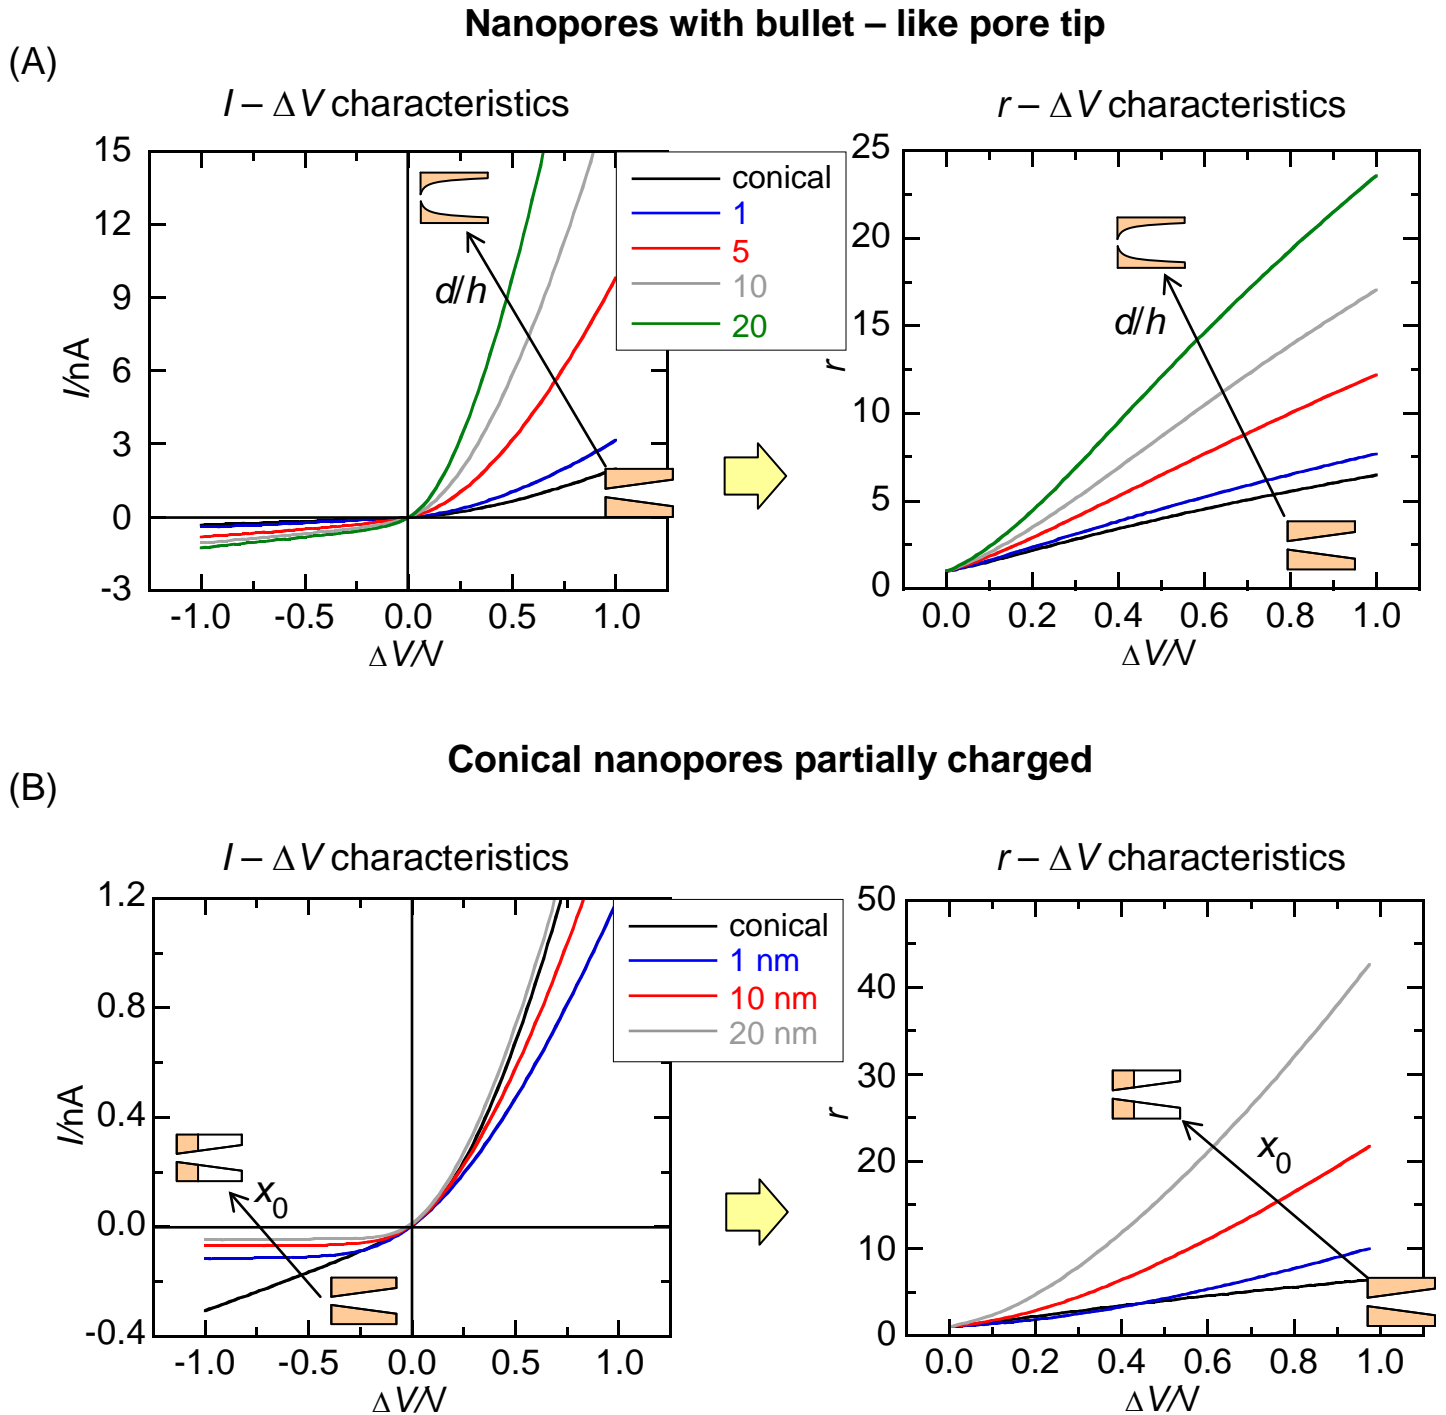 Nanopores with bullet – like pore tip
(A)
I – ΔV characteristics
r – ΔV characteristics
15
12
9
6
3
0
-3
I/nA
-1.0
-0.5
0.0
0.5
1.0
ΔV/V
d/h
conical
1
5
10
20
25
20
15
10
5
0
r
0.0
0.2
0.4
0.6
0.8
1.0
ΔV/V
d/h
Conical nanopores partially charged
(B)
I – ΔV characteristics
r – ΔV characteristics
1.2
0.8
0.4
0.0
-0.4
I/nA
-1.0
-0.5
0.0
0.5
1.0
ΔV/V
x0
conical
1 nm
10 nm
20 nm
50
40
30
20
10
0
r
0.0
0.2
0.4
0.6
0.8
1.0
ΔV/V
x0